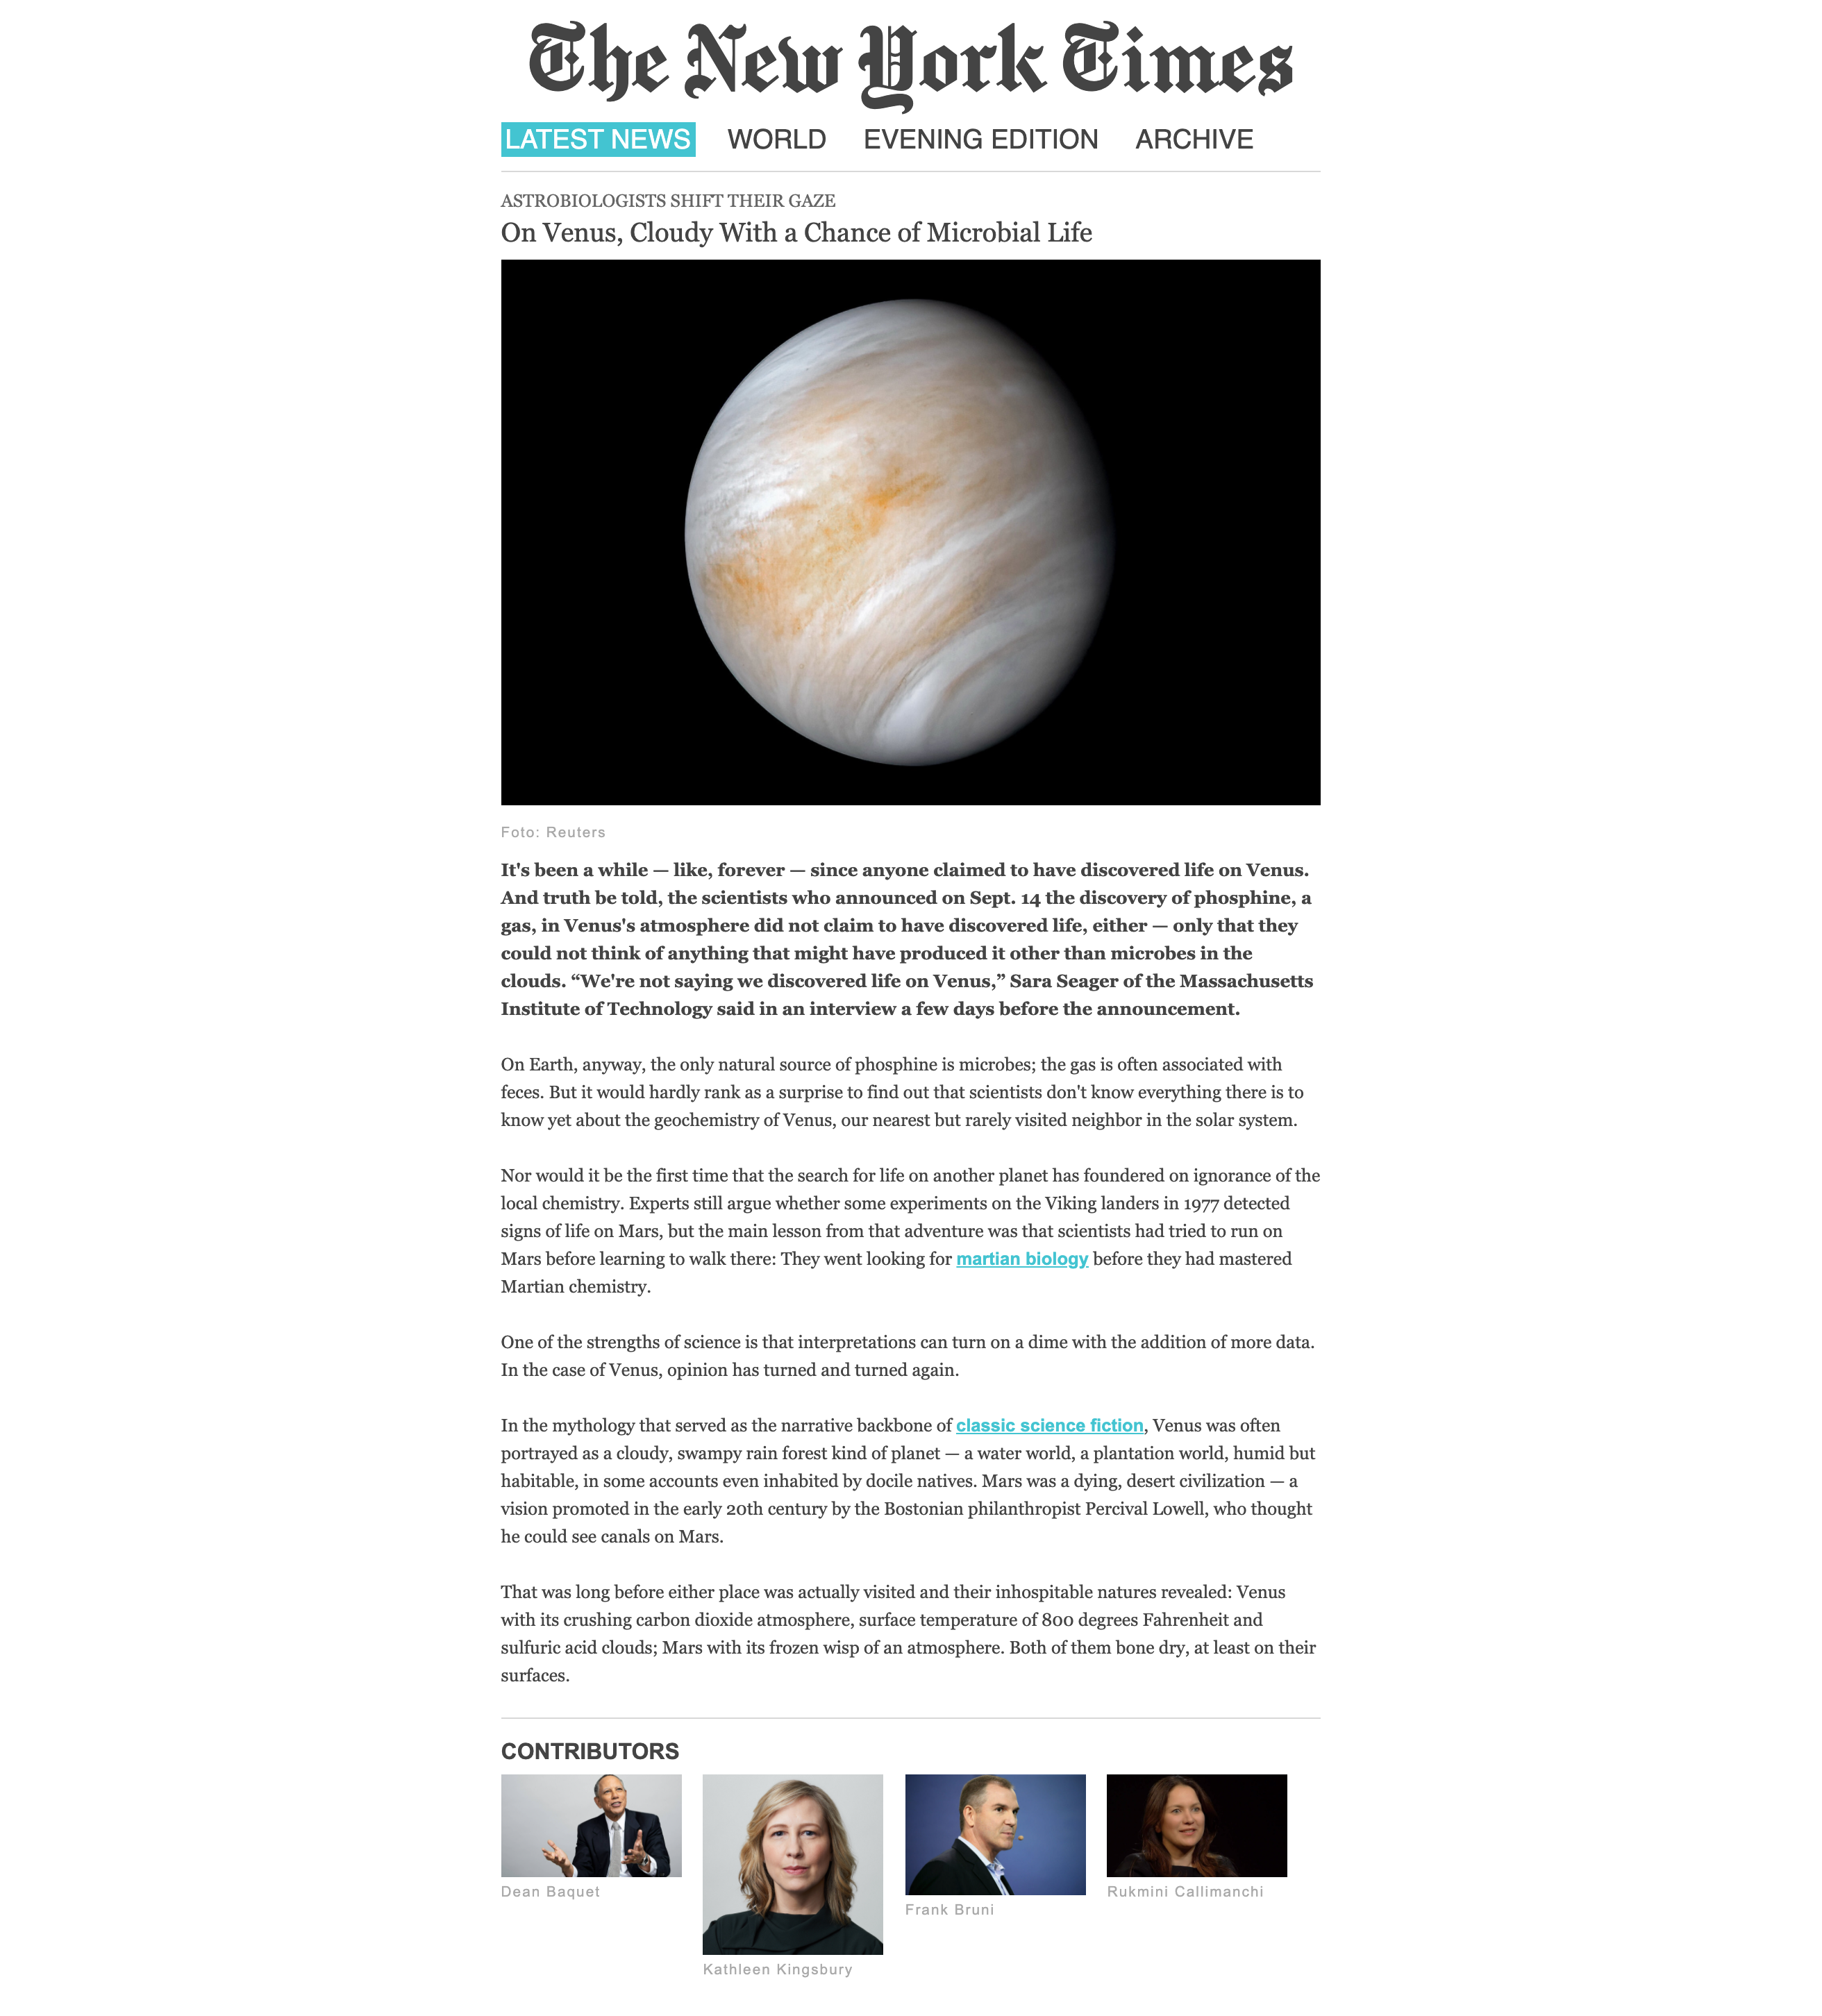 The New York Times
LATEST NEWS WORLD EVENING EDITION ARCHIVE
ASTROBIOLOGISTS SHIFT THEIR GAZE
On Venus, Cloudy With a Chance of Microbial Life
Foto: Reuters
It's been a while — like, forever — since anyone claimed to have discovered life on Venus.
And truth be told, the scientists who announced on Sept. 14 the discovery of phosphine, a
gas, in Venus's atmosphere did not claim to have discovered life, either — only that they
could not think of anything that might have produced it other than microbes in the
clouds. “We're not saying we discovered life on Venus,” Sara Seager of the Massachusetts
Institute of Technology said in an interview a few days before the announcement.
On Earth, anyway, the only natural source of phosphine is microbes; the gas is often associated with
feces. But it would hardly rank as a surprise to find out that scientists don't know everything there is to
know yet about the geochemistry of Venus, our nearest but rarely visited neighbor in the solar system.
Nor would it be the first time that the search for life on another planet has foundered on ignorance of the
local chemistry. Experts still argue whether some experiments on the Viking landers in 1977 detected
signs of life on Mars, but the main lesson from that adventure was that scientists had tried to run on
Mars before learning to walk there: They went looking for martian biology before they had mastered
Martian chemistry.
One of the strengths of science is that interpretations can turn on a dime with the addition of more data.
In the case of Venus, opinion has turned and turned again.
In the mythology that served as the narrative backbone of classic science fiction, Venus was often
portrayed as a cloudy, swampy rain forest kind of planet — a water world, a plantation world, humid but
habitable, in some accounts even inhabited by docile natives. Mars was a dying, desert civilization — a
vision promoted in the early 20th century by the Bostonian philanthropist Percival Lowell, who thought
he could see canals on Mars.
That was long before either place was actually visited and their inhospitable natures revealed: Venus
with its crushing carbon dioxide atmosphere, surface temperature of 800 degrees Fahrenheit and
sulfuric acid clouds; Mars with its frozen wisp of an atmosphere. Both of them bone dry, at least on their
surfaces.
CONTRIBUTORS
Dean Baquet
Kathleen Kingsbury
Frank Bruni
Rukmini Callimanchi